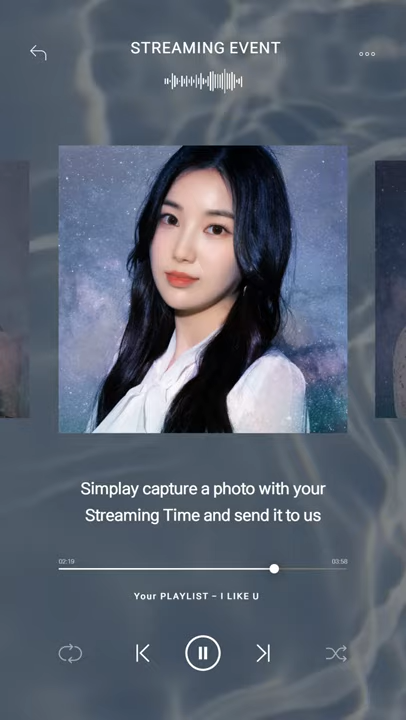 STREAMING EVENT
Simplay capture a photo with your
Streaming Time and send it to us
02:19
03:58
Your PLAYLIST - I LIKE U